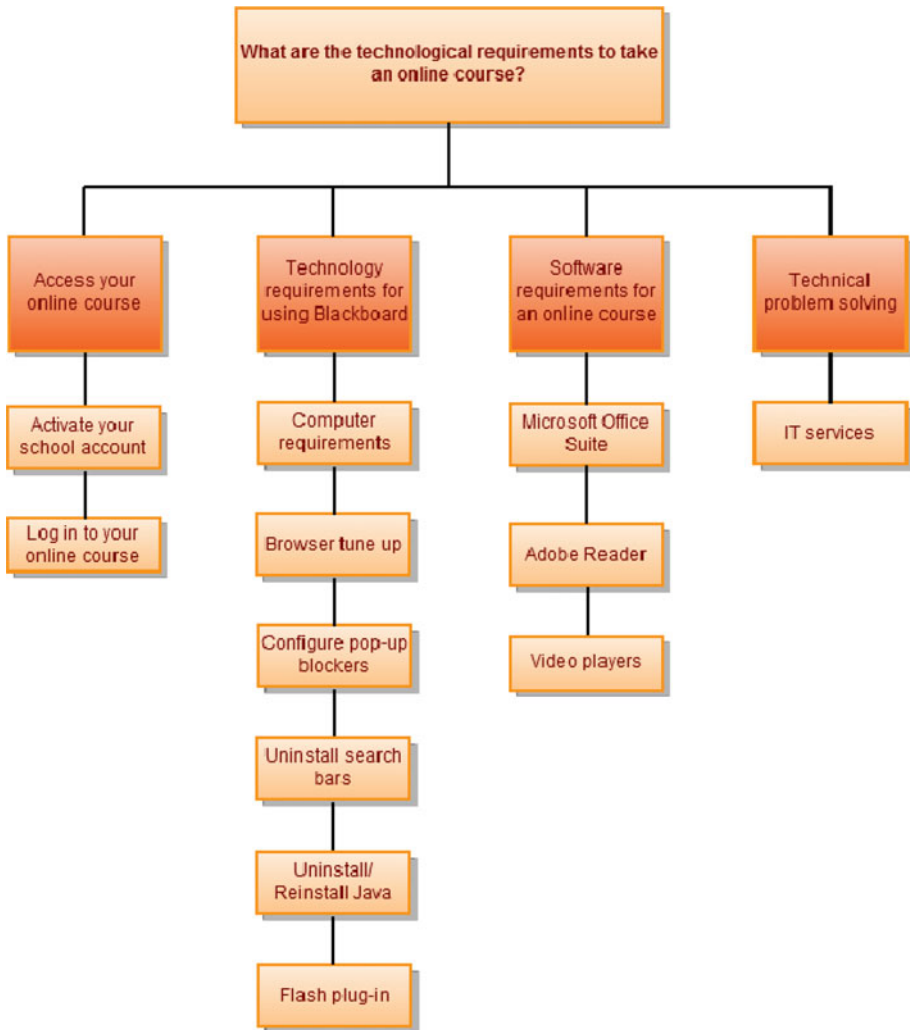 What are the technological requirements to take
an online course?
Access your
online course
Activate your
school account
Log in to your
online course
Technology
requirements for
using Blackboard
Computer
requirements
Browser tune up
Configure pop-up
blockers
Uninstall search
bars
Uninstall/
Reinstall Java
Flash plug-in
Software
requirements for
an online course
Microsoft Office
Suite
Adobe Reader
Video players
Technical
problem solving
IT services